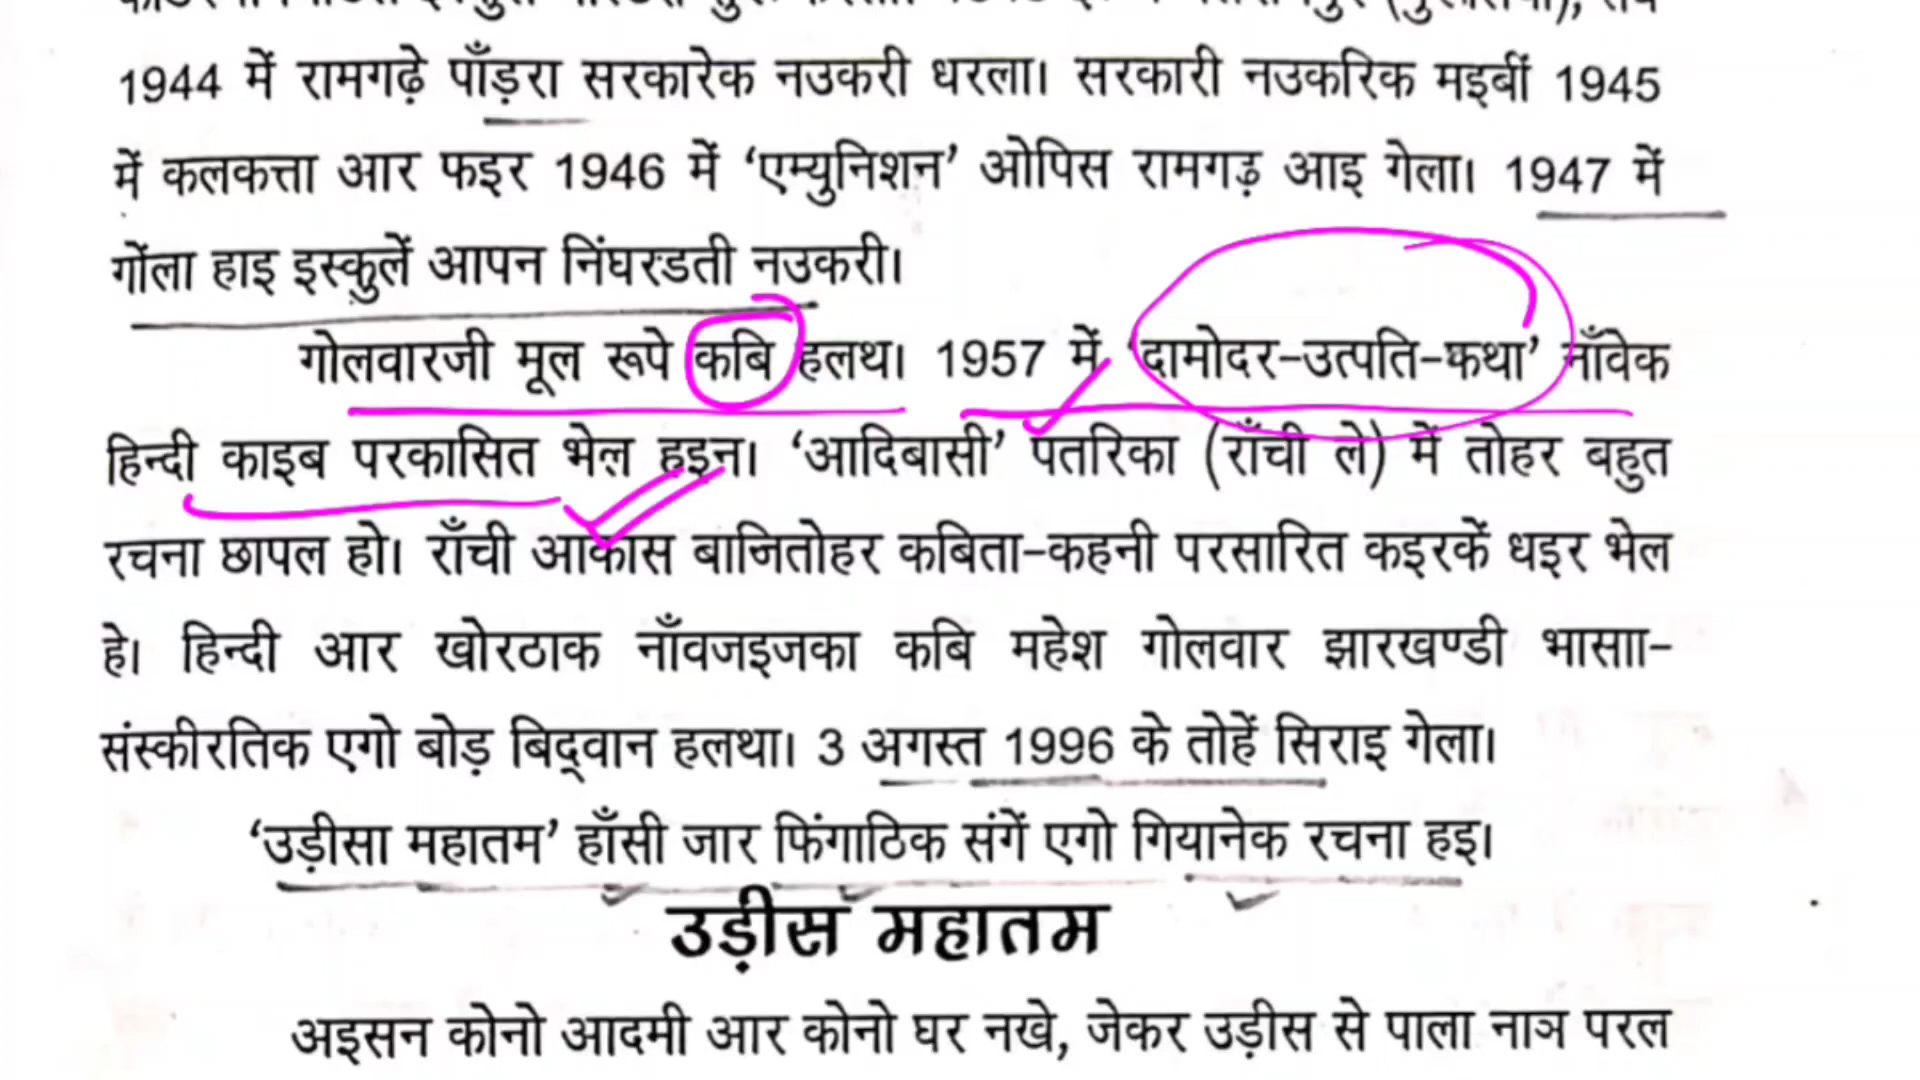 1944 में रामगढ़े पाँड़रा सरकारेक नउकरी धरला। सरकारी नउकरिक मइबीं 1945
में कलकत्ता आर फइर 1946 में ‘एम्युनिशन’ ओपिस रामगढ़ आइ गेला। 1947 में
गोंला हाइ इस्कुलें आपन निंघरडती नउकरी।
गोलवारजी मूल रूपे कबि हलथ। 1957 में ‘दामोदर-उत्पति-कथा’ नाँवेक
हिन्दी काइब परकासित भेल हइन। ‘आदिबासी’ पतरिका (राँची ले) में तोहर बहुत
रचना छापल हो। राँची आकास बाजितोहर कबिता-कहनी परसारित कइरकें धइर भेल
हे। हिन्दी आर खोरठाक नाँवजइजका कबि महेश गोलवार झारखण्डी भासाा-
संस्कीरतिक एगो बोड़ बिद्‌वान हलथा। 3 अगस्त 1996 के तोहें सिराइ गेला।
‘उड़ीसा महातम’ हाँसी जार फिंगाठिक संगें एगो गियानेक रचना हइ।
उड़ीस महातम
अइसन कोनो आदमी आर कोनो घर नखे, जेकर उड़ीस से पाला नाञ परल